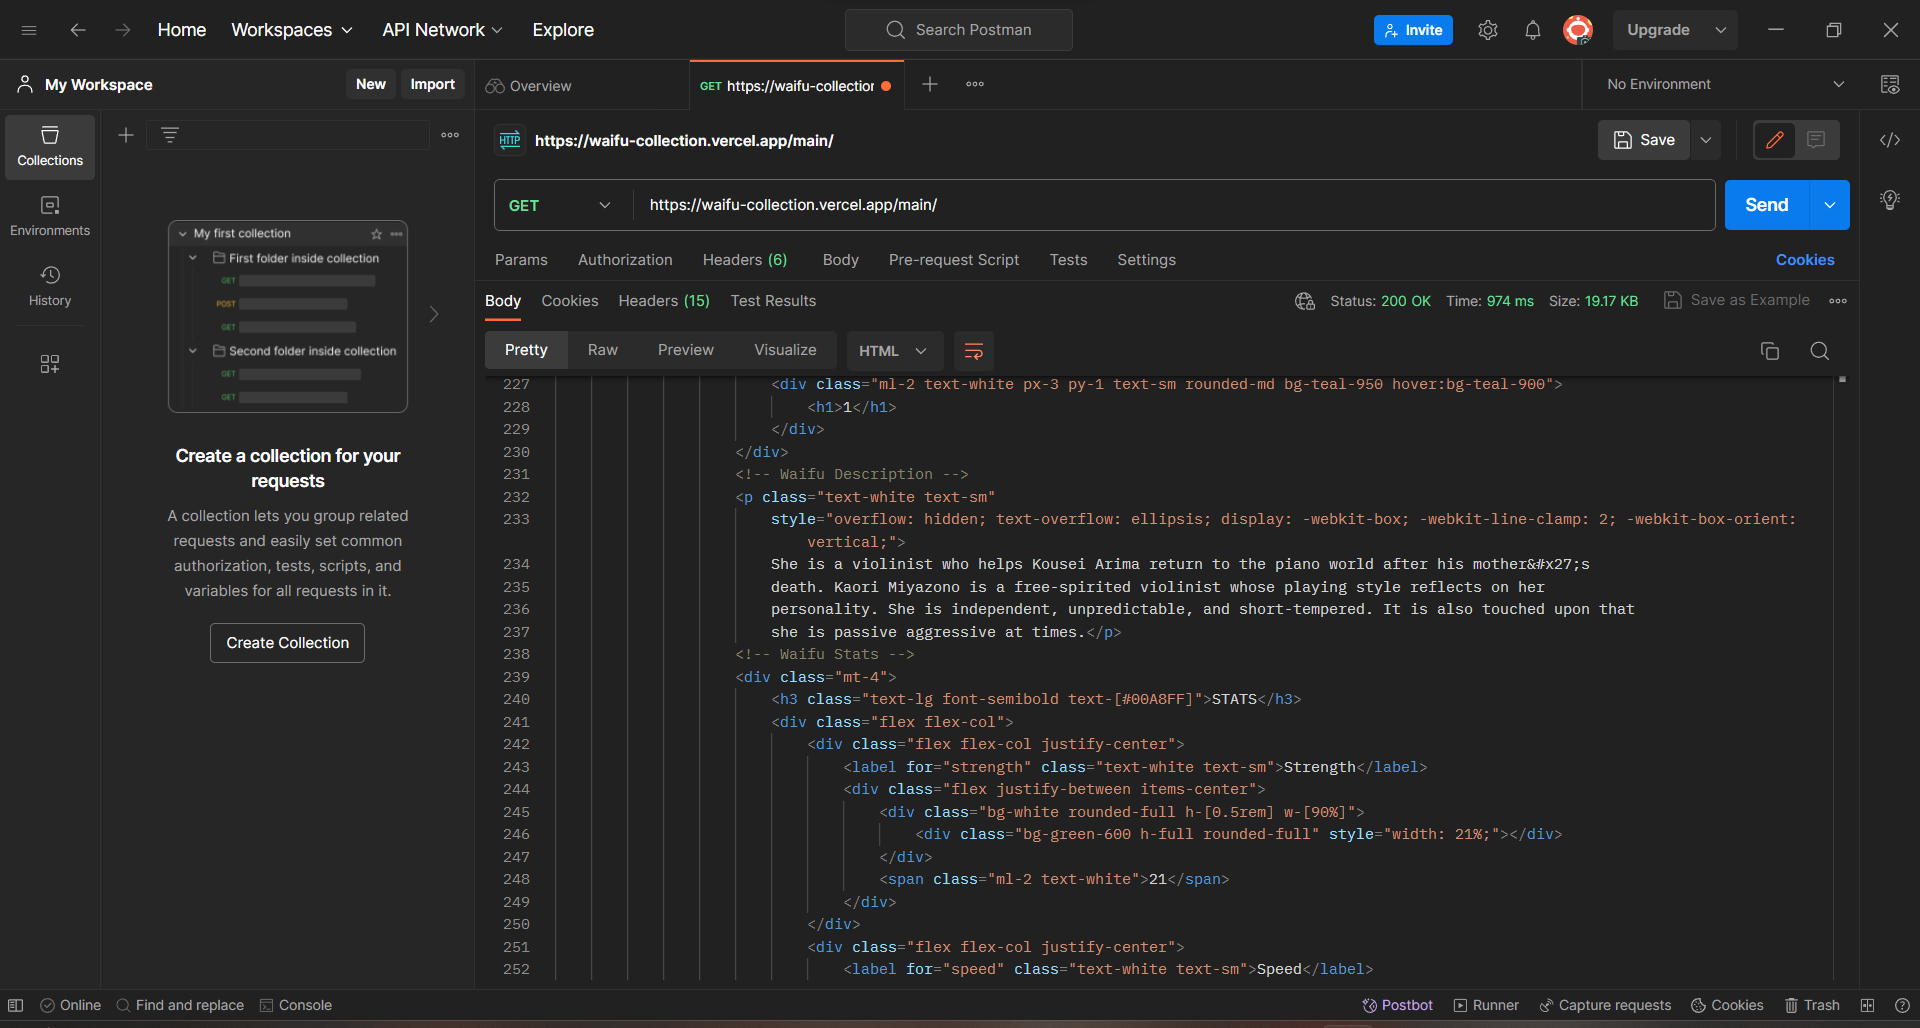 Home Workspaces API Network Explore Search Postman Invite Upgrade
My Workspace New Import Overview GET https://waifu-collection No Environment
Collections
Environments
History
My first collection
First folder inside collection
GET
POST
GET
Second folder inside collection
GET
GET
Create a collection for your
requests
A collection lets you group related
requests and easily set common
authorization, tests, scripts, and
variables for all requests in it.
Create Collection
HTTP https://waifu-collection.vercel.app/main/ Save
GET https://waifu-collection.vercel.app/main/ Send
Params Authorization Headers (6) Body Pre-request Script Tests Settings Cookies
Body Cookies Headers (15) Test Results Status: 200 OK Time: 974 ms Size: 19.17 KB Save as Example
Pretty Raw Preview Visualize HTML
227 <div class="ml-2 text-white px-3 py-1 text-sm rounded-md bg-teal-950 hover:bg-teal-900">
228 <h1>1</h1>
229 </div>
230 </div>
231 <!-- Waifu Description -->
232 <p class="text-white text-sm"
233 style="overflow: hidden; text-overflow: ellipsis; display: -webkit-box; -webkit-line-clamp: 2; -webkit-box-orient:
vertical;">
234 She is a violinist who helps Kousei Arima return to the piano world after his mother&#x27;s
235 death. Kaori Miyazono is a free-spirited violinist whose playing style reflects on her
236 personality. She is independent, unpredictable, and short-tempered. It is also touched upon that
237 she is passive aggressive at times.</p>
238 <!-- Waifu Stats -->
239 <div class="mt-4">
240 <h3 class="text-lg font-semibold text-[#00A8FF]">STATS</h3>
241 <div class="flex flex-col">
242 <div class="flex flex-col justify-center">
243 <label for="strength" class="text-white text-sm">Strength</label>
244 <div class="flex justify-between items-center">
245 <div class="bg-white rounded-full h-[0.5rem] w-[90%]">
246 <div class="bg-green-600 h-full rounded-full" style="width: 21%;"></div>
247 </div>
248 <span class="ml-2 text-white">21</span>
249 </div>
250 </div>
251 <div class="flex flex-col justify-center">
252 <label for="speed" class="text-white text-sm">Speed</label>
Online Find and replace Console Postbot Runner Capture requests Cookies Trash